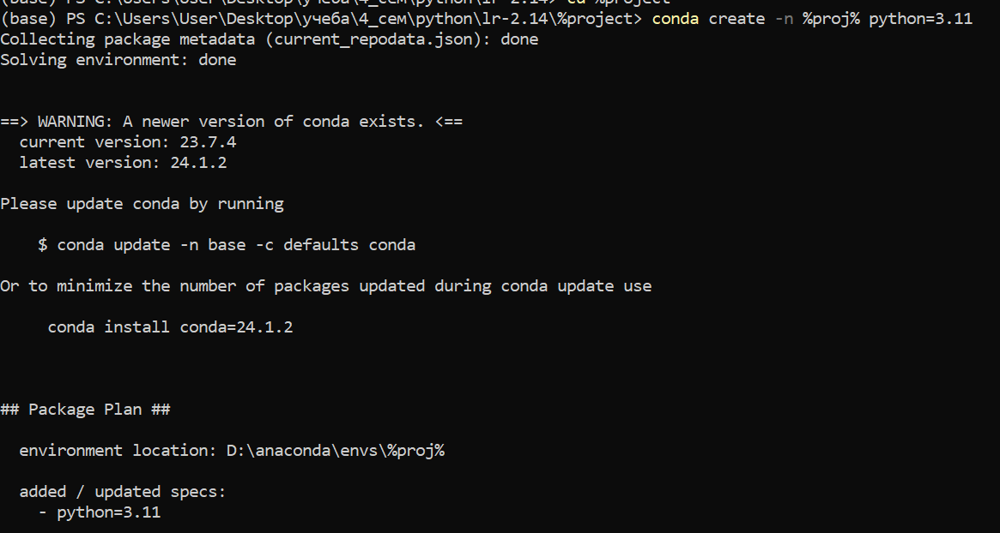 (base) PS C:\Users\User\Desktop\учеба\4_сем\python\lr-2.14> cd %project
(base) PS C:\Users\User\Desktop\учеба\4_сем\python\lr-2.14\%project> conda create -n %proj% python=3.11
Collecting package metadata (current_repodata.json): done
Solving environment: done
==> WARNING: A newer version of conda exists. <==
current version: 23.7.4
latest version: 24.1.2
Please update conda by running
$ conda update -n base -c defaults conda
Or to minimize the number of packages updated during conda update use
conda install conda=24.1.2
## Package Plan ##
environment location: D:\anaconda\envs\%proj%
added / updated specs:
- python=3.11